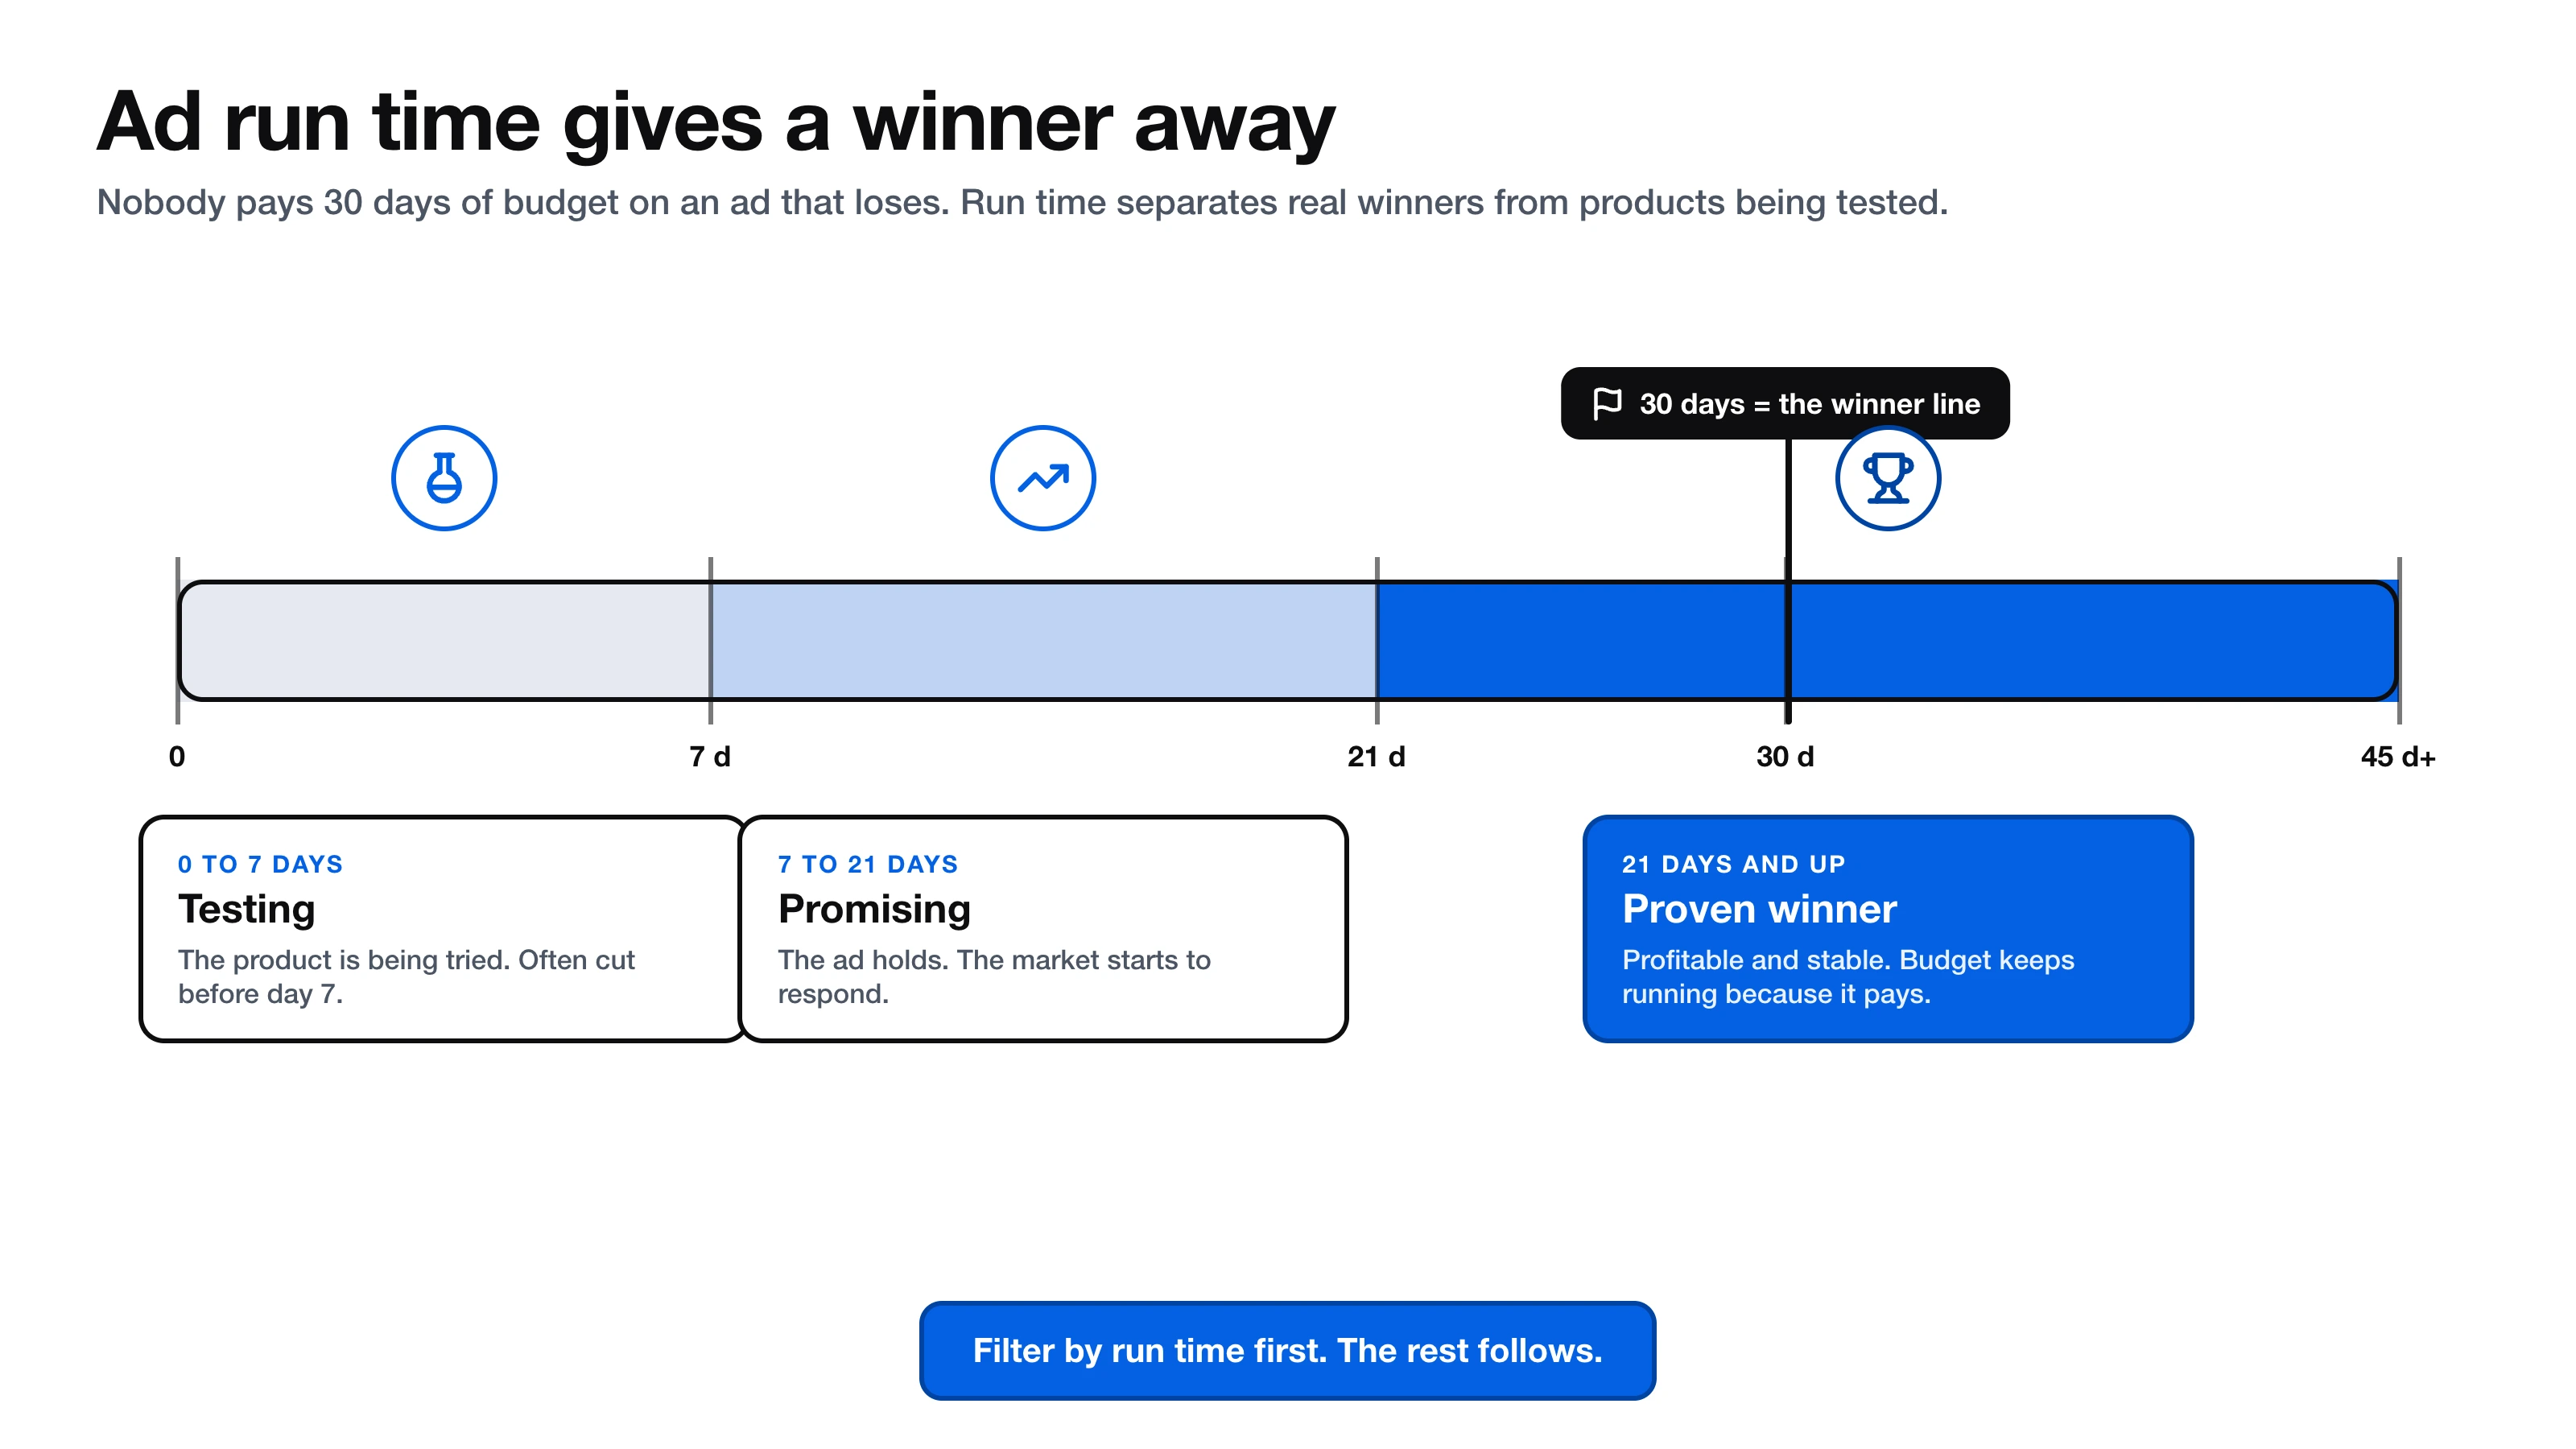 Ad run time gives a winner away
Nobody pays 30 days of budget on an ad that loses. Run time separates real winners from products being tested.
30 days = the winner line
0
7 d
21 d
30 d
45 d+
0 TO 7 DAYS
Testing
The product is being tried. Often cut
before day 7.
7 TO 21 DAYS
Promising
The ad holds. The market starts to
respond.
21 DAYS AND UP
Proven winner
Profitable and stable. Budget keeps
running because it pays.
Filter by run time first. The rest follows.